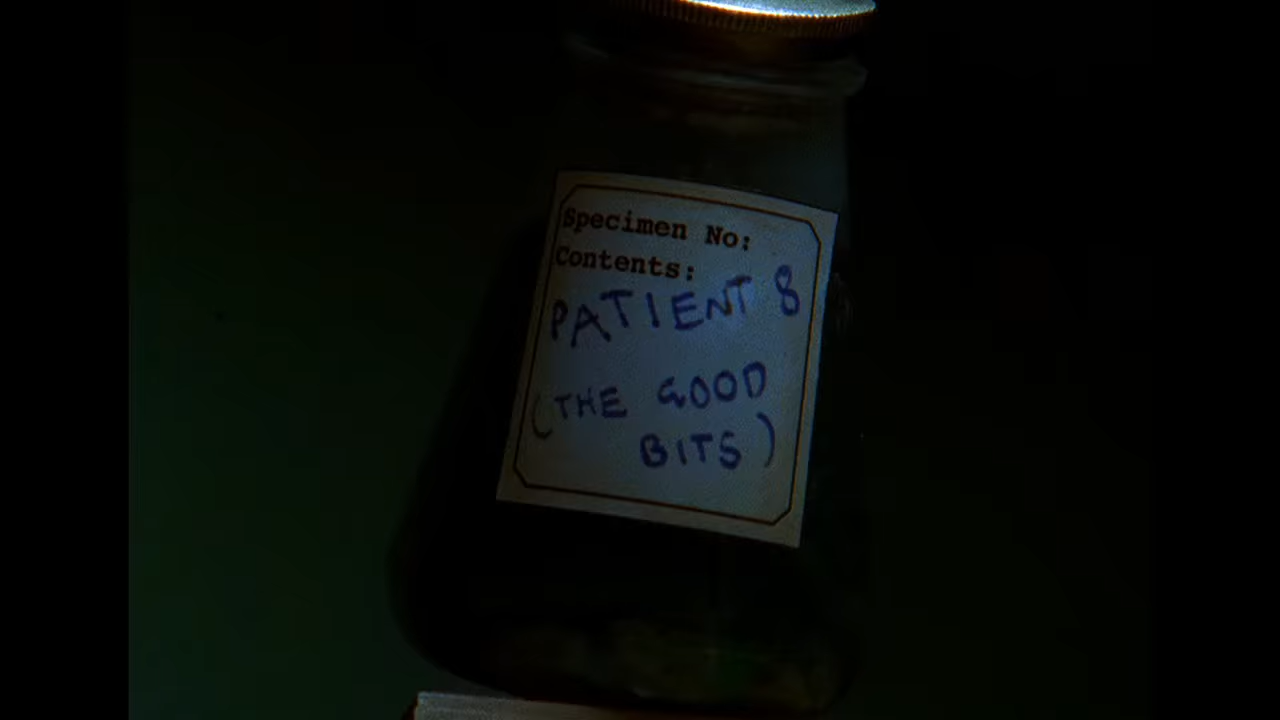 Specimen No:
Contents:
PATIENT 8
(THE GOOD
BITS)